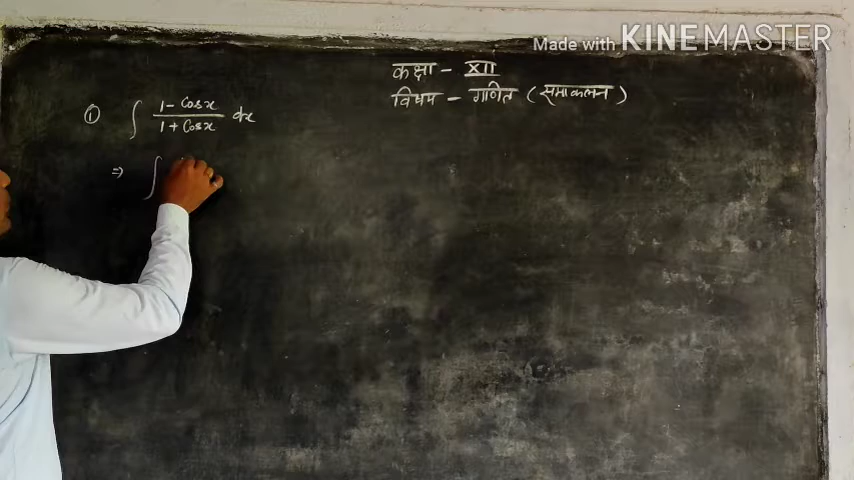 Made with KINEMASTER
कक्षा - XII
विषय - गणित (समाकलन)
① ∫ (1 - Cosx)/(1 + Cosx) dx
⇒ ∫